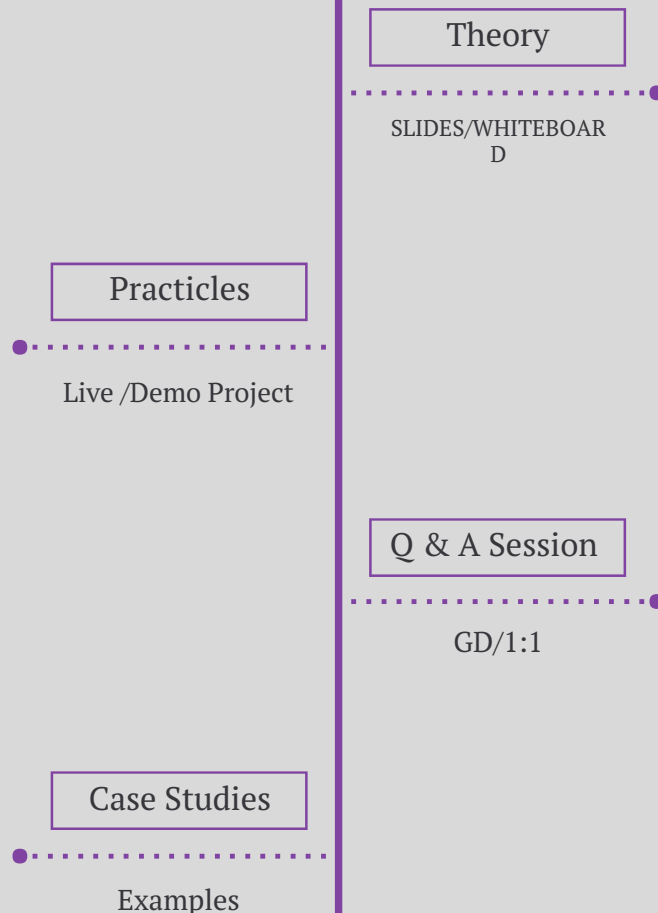 Theory
SLIDES/WHITEBOAR
D
Practicles
Live /Demo Project
Q & A Session
GD/1:1
Case Studies
Examples